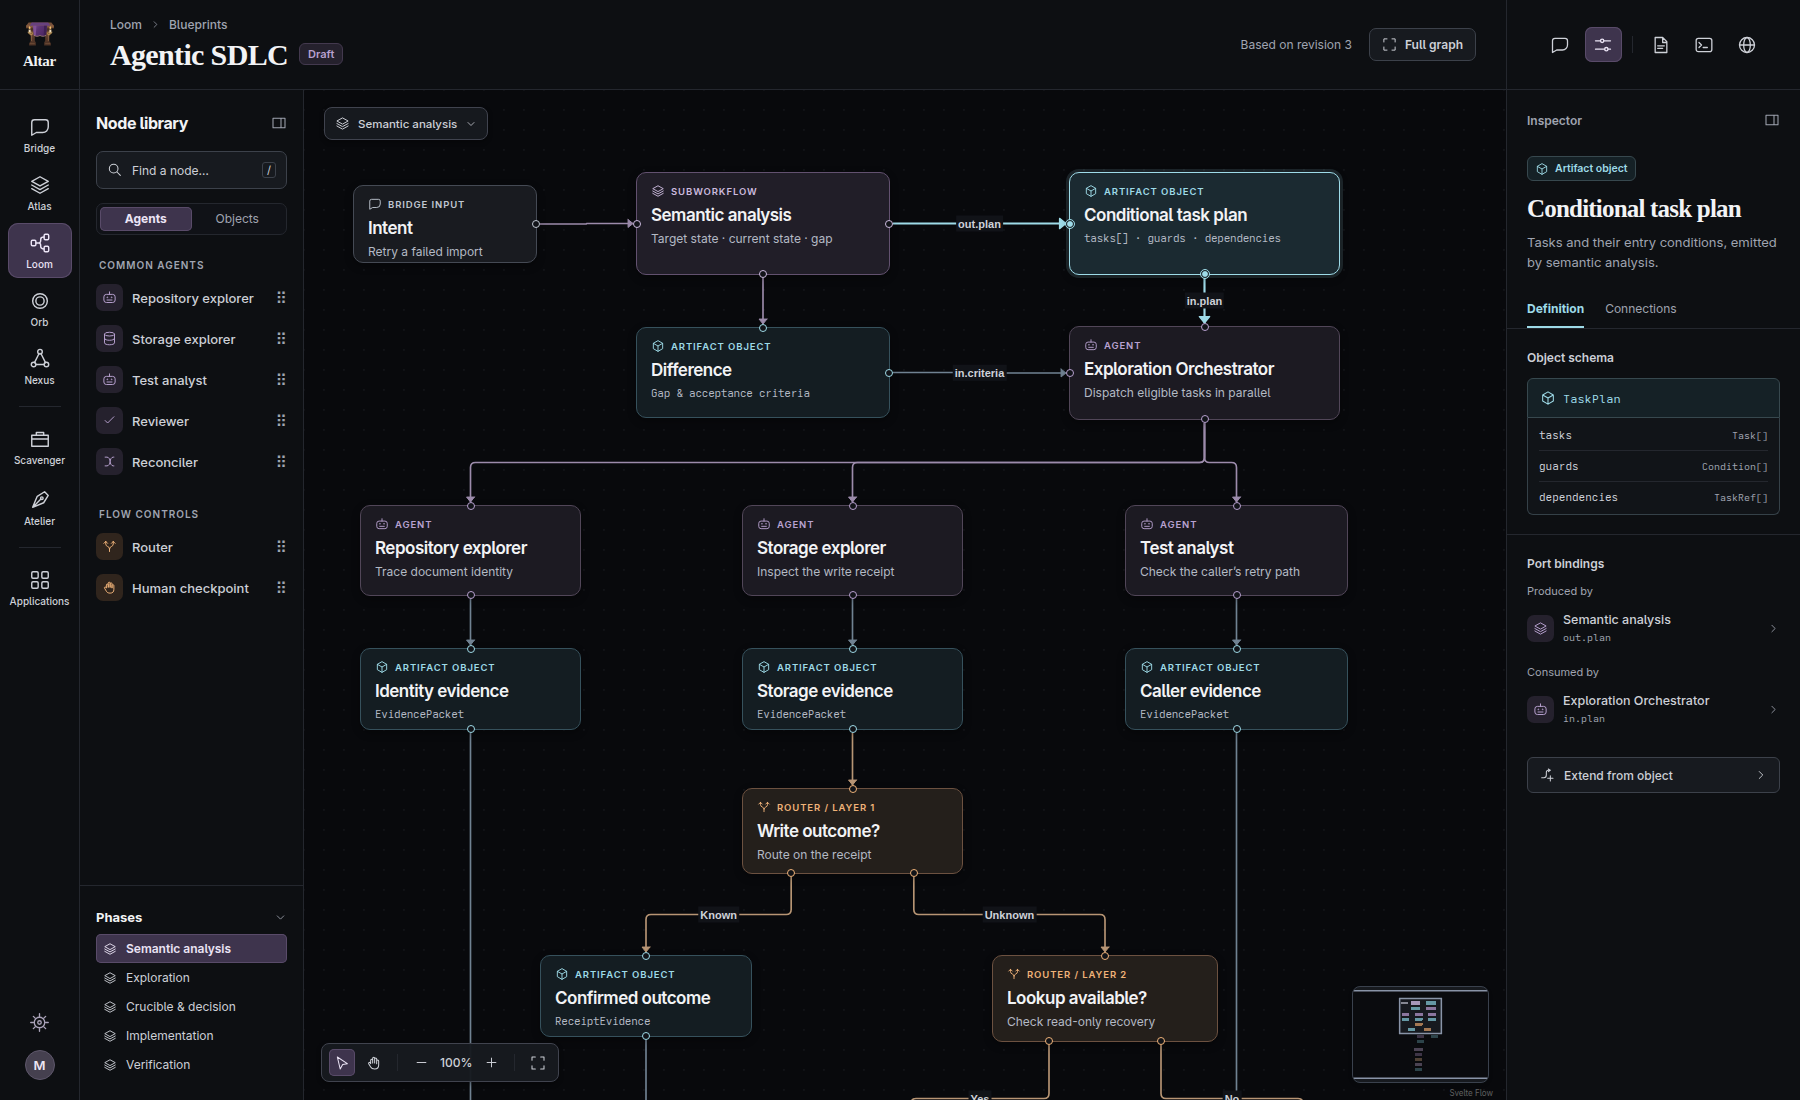 Altar
Loom
Blueprints
Agentic SDLC
Draft
Based on revision 3
Full graph
Bridge
Atlas
Loom
Orb
Nexus
Scavenger
Atelier
Applications
M
Node library
Find a node...
/
Agents
Objects
COMMON AGENTS
Repository explorer
Storage explorer
Test analyst
Reviewer
Reconciler
FLOW CONTROLS
Router
Human checkpoint
Phases
Semantic analysis
Exploration
Crucible & decision
Implementation
Verification
Semantic analysis
BRIDGE INPUT
Intent
Retry a failed import
SUBWORKFLOW
Semantic analysis
Target state · current state · gap
out.plan
ARTIFACT OBJECT
Conditional task plan
tasks[] · guards · dependencies
in.plan
ARTIFACT OBJECT
Difference
Gap & acceptance criteria
in.criteria
AGENT
Exploration Orchestrator
Dispatch eligible tasks in parallel
AGENT
Repository explorer
Trace document identity
AGENT
Storage explorer
Inspect the write receipt
AGENT
Test analyst
Check the caller's retry path
ARTIFACT OBJECT
Identity evidence
EvidencePacket
ARTIFACT OBJECT
Storage evidence
EvidencePacket
ARTIFACT OBJECT
Caller evidence
EvidencePacket
ROUTER / LAYER 1
Write outcome?
Route on the receipt
Known
Unknown
ARTIFACT OBJECT
Confirmed outcome
ReceiptEvidence
ROUTER / LAYER 2
Lookup available?
Check read-only recovery
Yes
No
100%
Svelte Flow
Inspector
Artifact object
Conditional task plan
Tasks and their entry conditions, emitted
by semantic analysis.
Definition
Connections
Object schema
TaskPlan
tasks Task[]
guards Condition[]
dependencies TaskRef[]
Port bindings
Produced by
Semantic analysis
out.plan
Consumed by
Exploration Orchestrator
in.plan
Extend from object